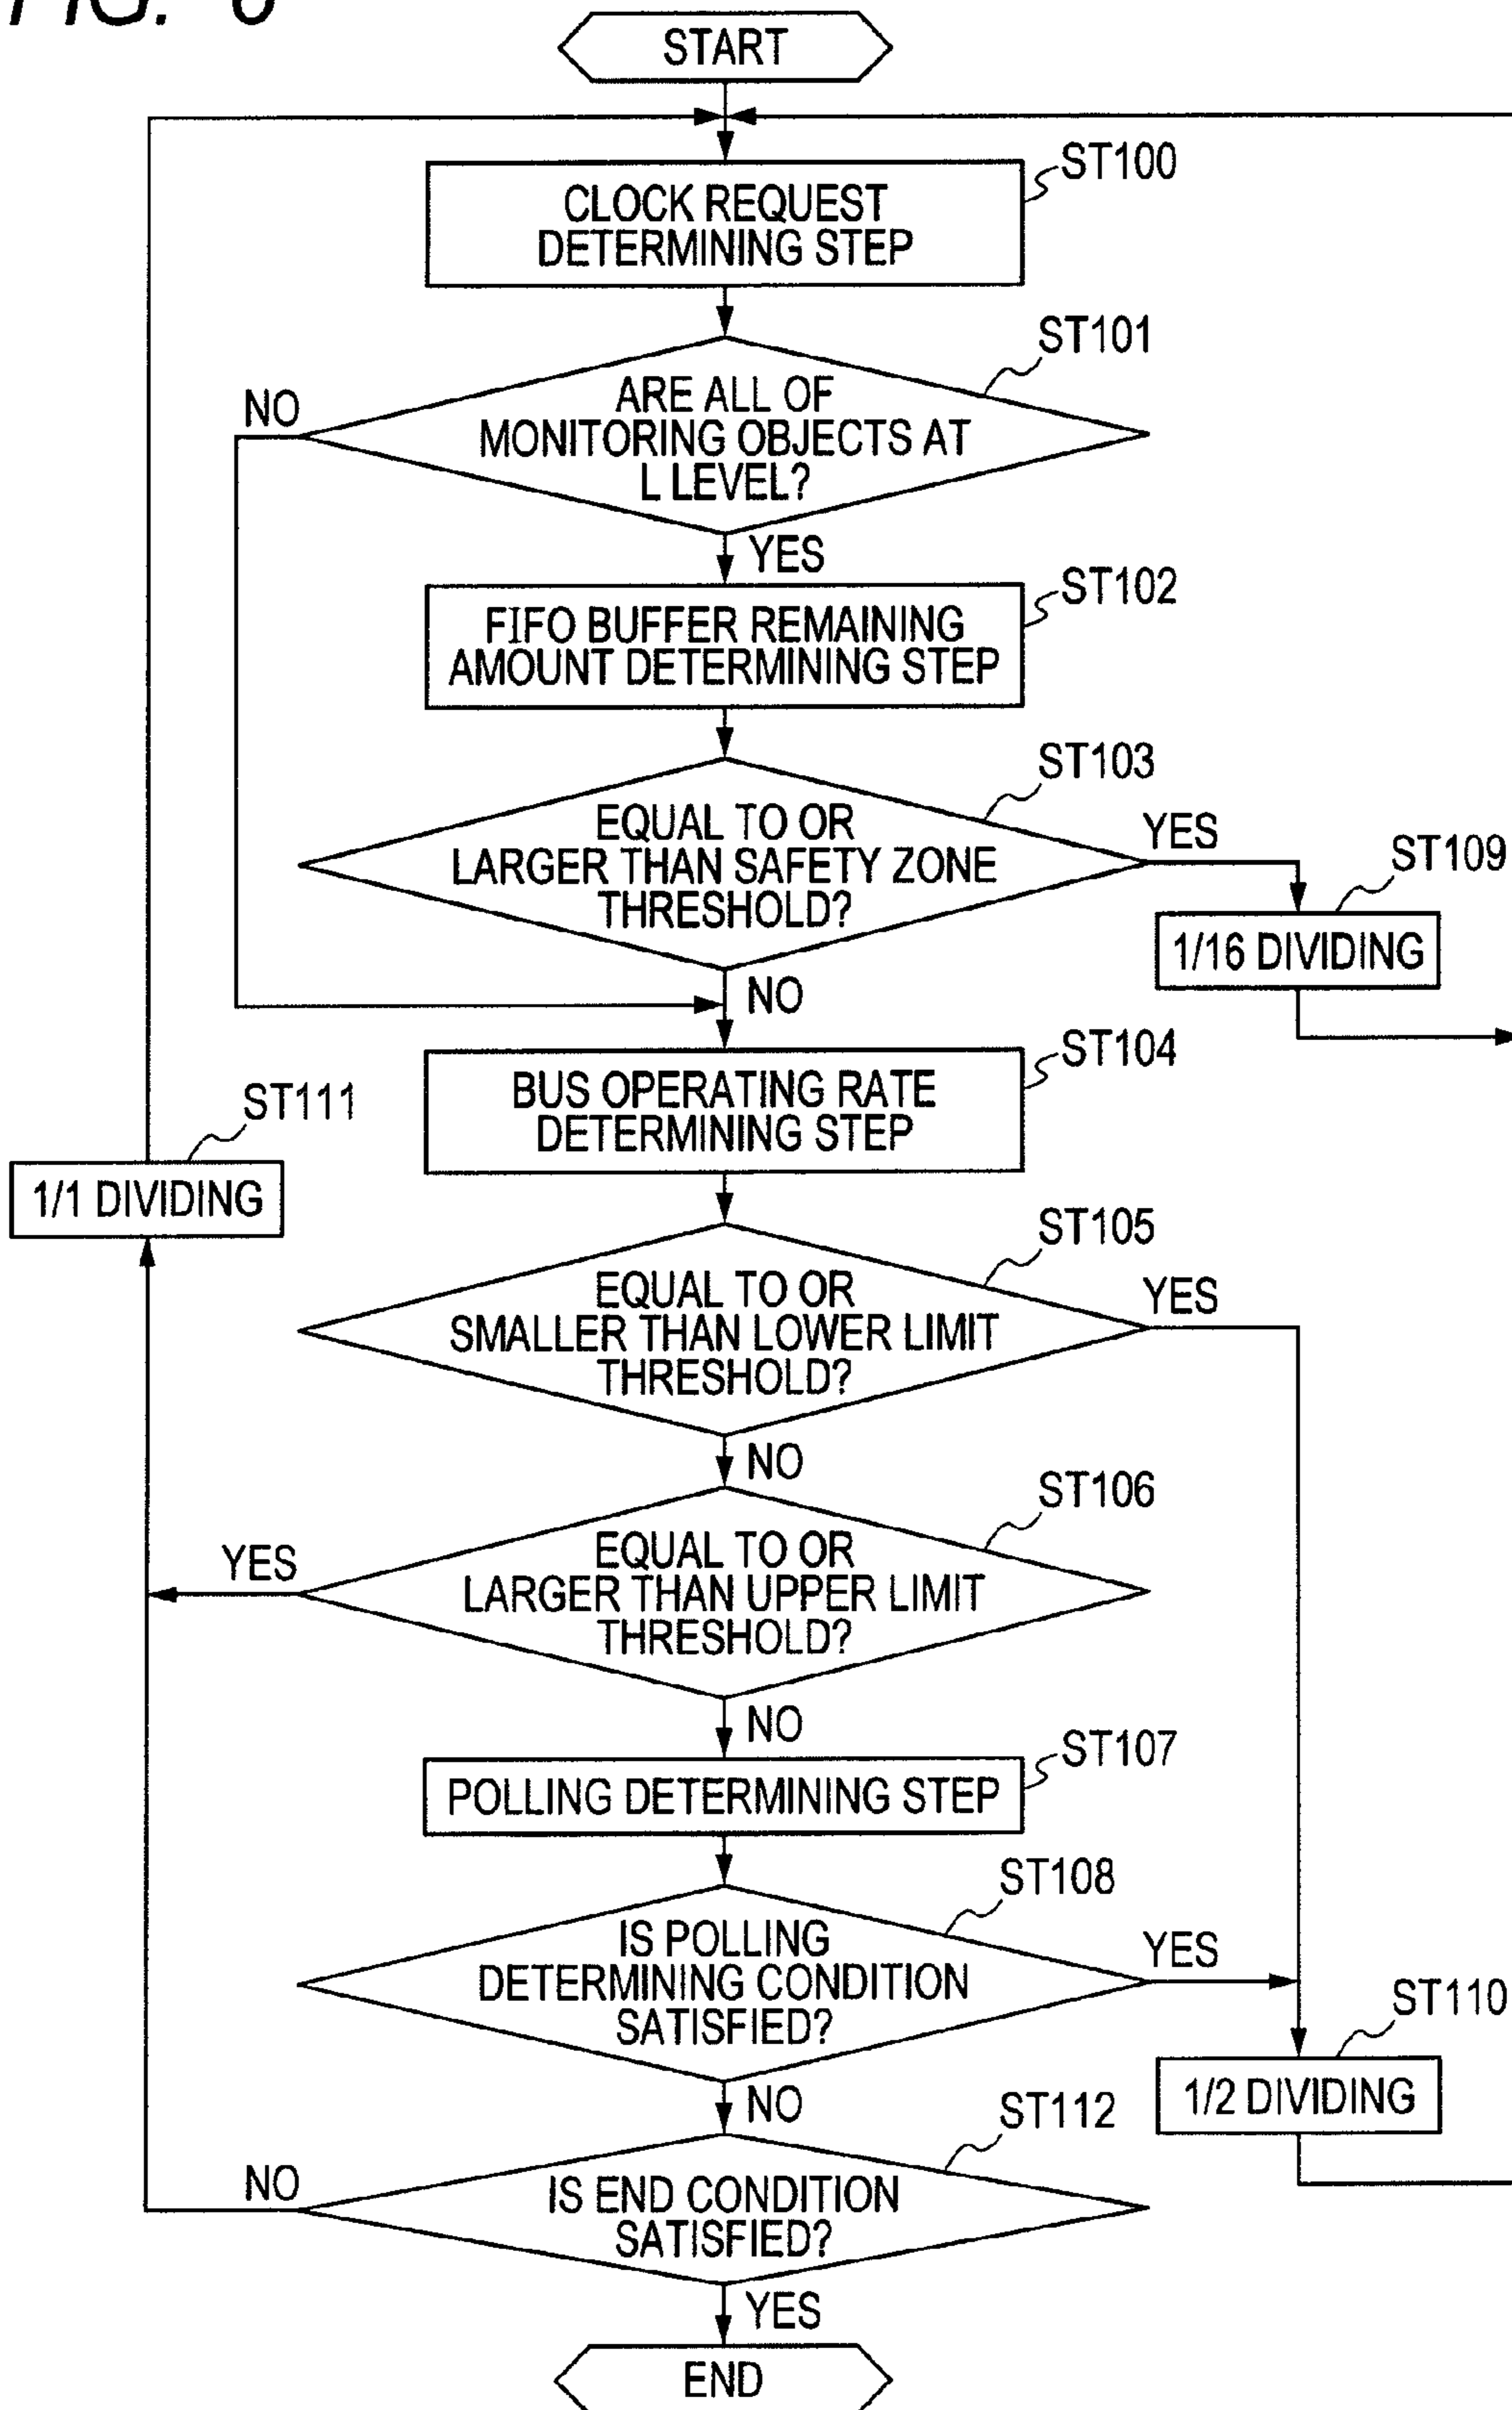 START
ST100
CLOCK REQUEST
DETERMINING STEP
ST101
ARE ALL OF
MONITORING OBJECTS AT
L LEVEL?
NO
YES
ST102
FIFO BUFFER REMAINING
AMOUNT DETERMINING STEP
ST103
EQUAL TO OR
LARGER THAN SAFETY ZONE
THRESHOLD?
YES
ST109
1/16 DIVIDING
NO
ST104
BUS OPERATING RATE
DETERMINING STEP
ST111
1/1 DIVIDING
ST105
EQUAL TO OR
SMALLER THAN LOWER LIMIT
THRESHOLD?
YES
NO
ST106
EQUAL TO OR
LARGER THAN UPPER LIMIT
THRESHOLD?
YES
NO
ST107
POLLING DETERMINING STEP
ST108
IS POLLING
DETERMINING CONDITION
SATISFIED?
YES
ST110
1/2 DIVIDING
NO
ST112
IS END CONDITION
SATISFIED?
NO
YES
END